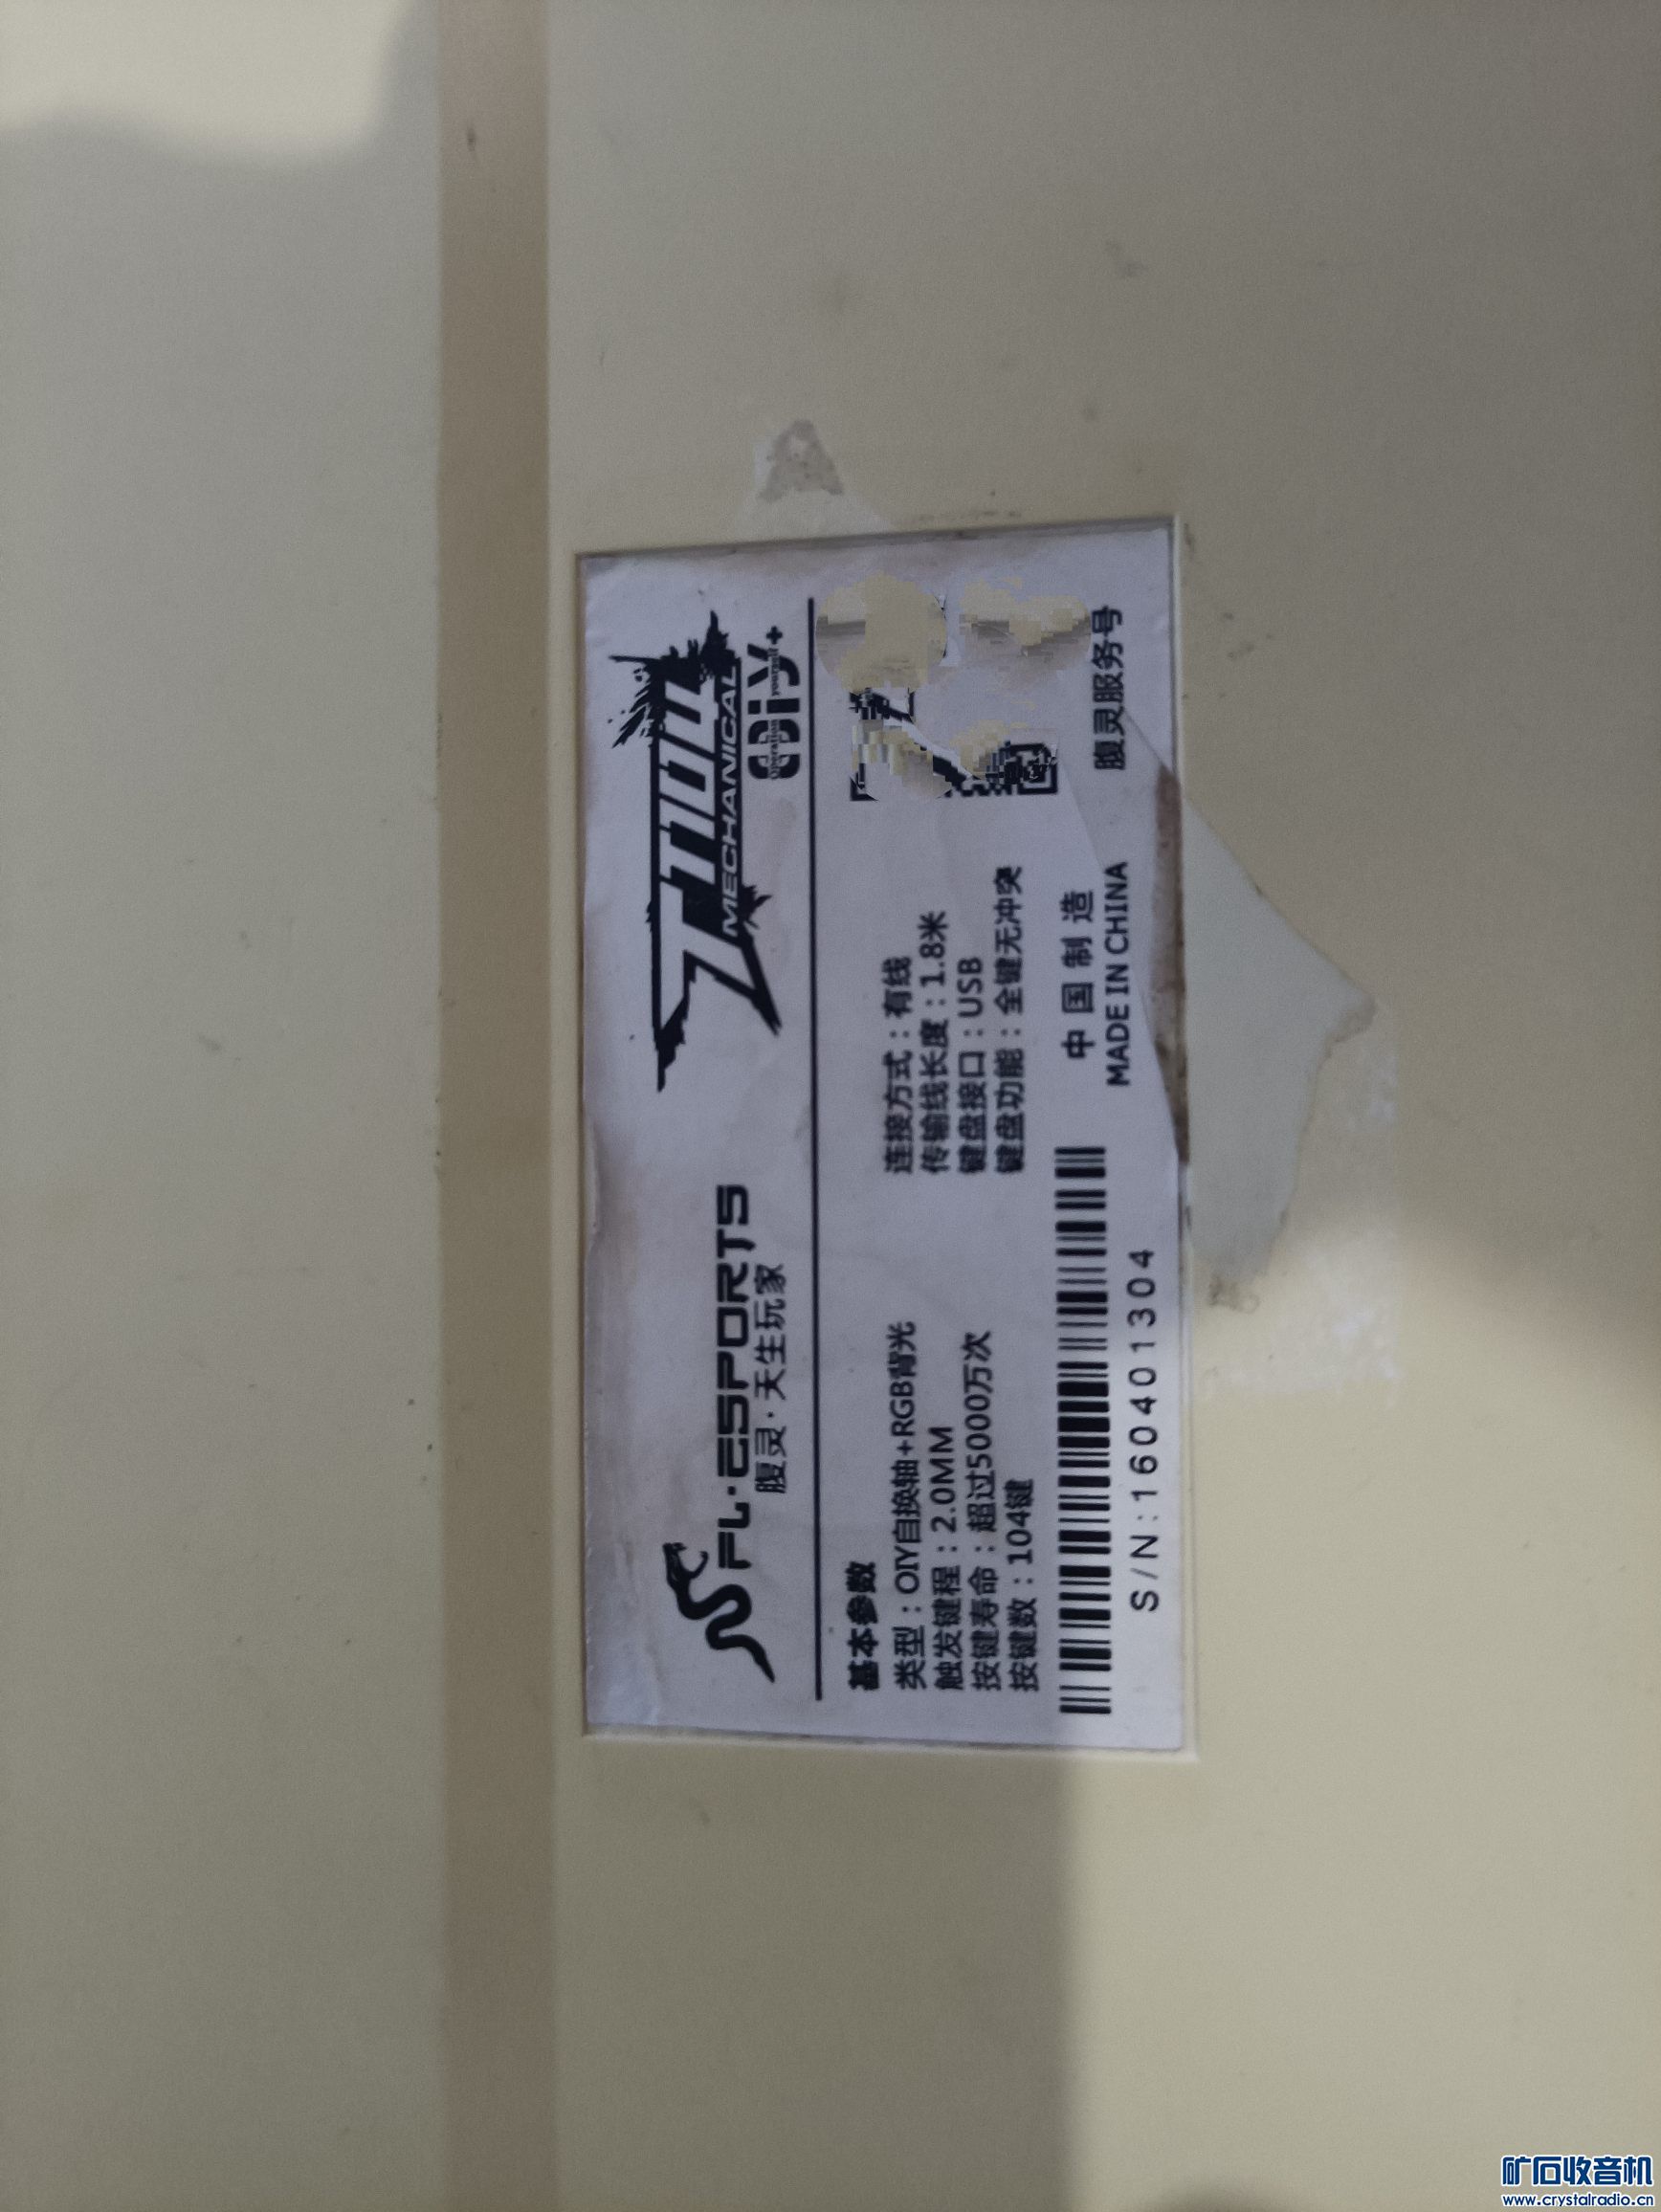 FL·ESPORTS
腹灵·天生玩家
MECHANICAL
ODiY+
Operation yourself
基本参数
类型：OIY自换轴+RGB背光
触发键程：2.0MM
按键寿命：超过5000万次
按键数：104键
连接方式：有线
传输线长度：1.8米
键盘接口：USB
键盘功能：全键无冲突
中国制造
MADE IN CHINA
腹灵服务号
S/N:160401304
矿石收音机
www.crystalradio.cn